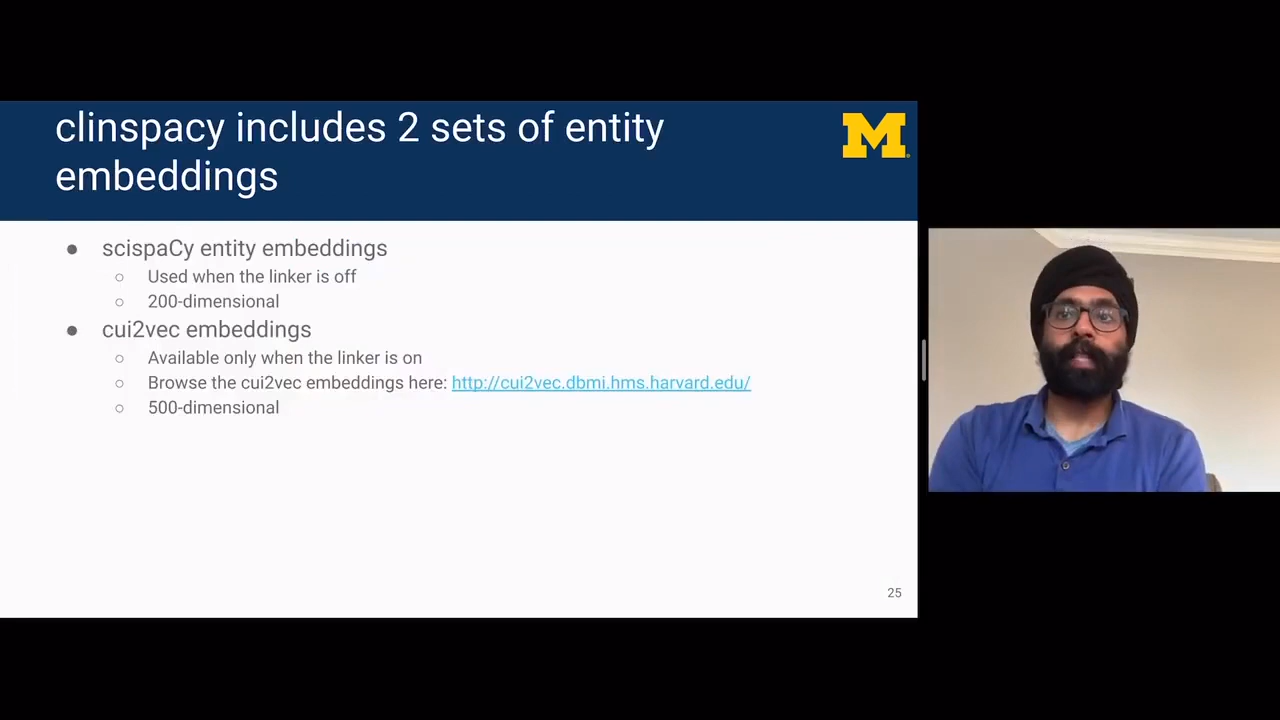 clinspacy includes 2 sets of entity
embeddings
M
● scispaCy entity embeddings
○ Used when the linker is off
○ 200-dimensional
● cui2vec embeddings
○ Available only when the linker is on
○ Browse the cui2vec embeddings here: http://cui2vec.dbmi.hms.harvard.edu/
○ 500-dimensional
25